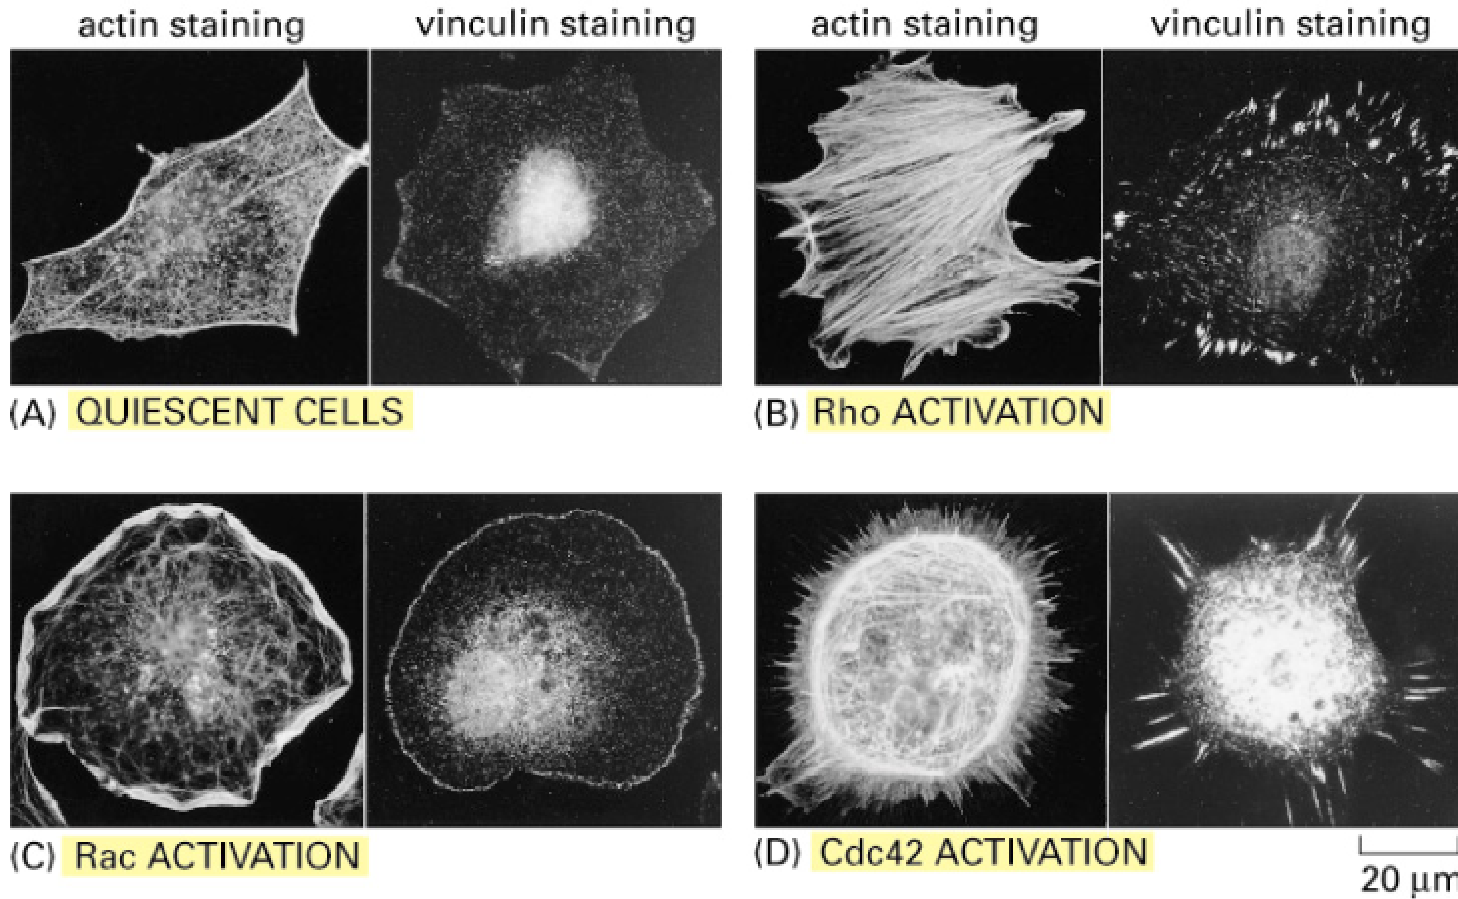 actin staining vinculin staining actin staining vinculin staining
(A) QUIESCENT CELLS (B) Rho ACTIVATION
(C) Rac ACTIVATION (D) Cdc42 ACTIVATION
20 μm